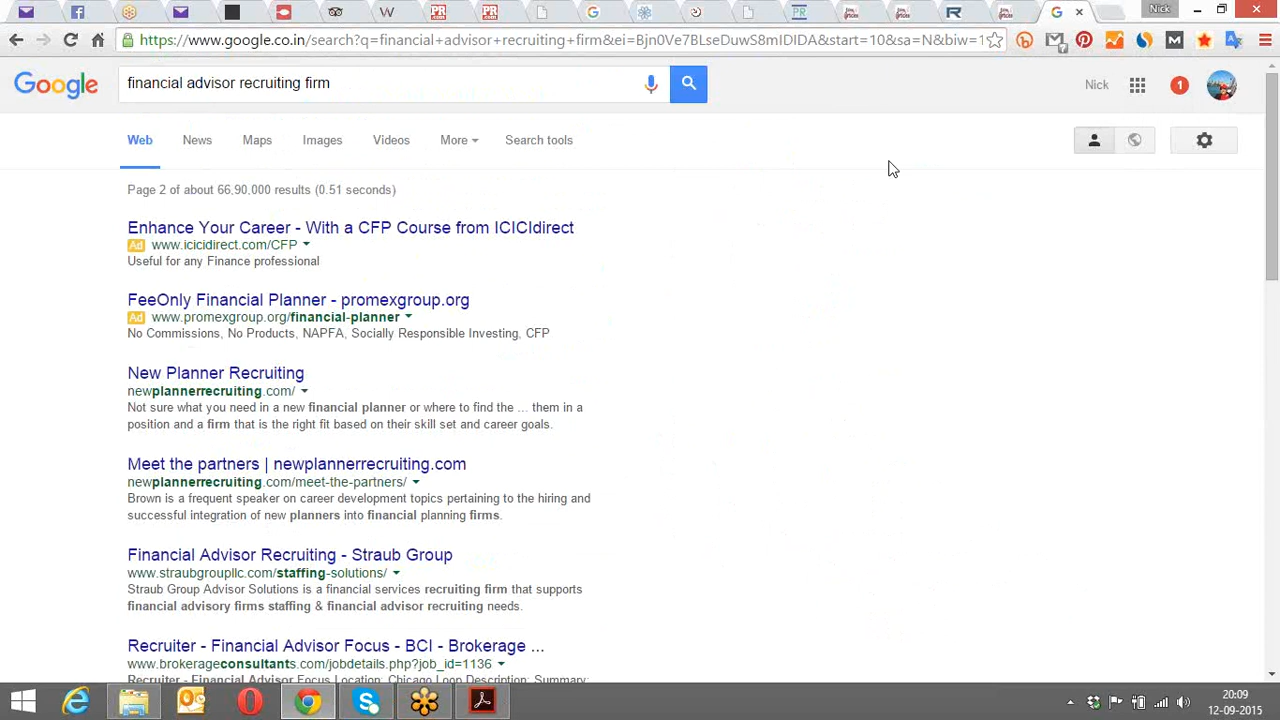 Nick
https://www.google.co.in/search?q=financial+advisor+recruiting+firm&ei=Bjn0Ve7BLseDuwS8mIDIDA&start=10&sa=N&biw=1
Google
financial advisor recruiting firm
Nick
1
Web News Maps Images Videos More Search tools
Page 2 of about 66,90,000 results (0.51 seconds)
Enhance Your Career - With a CFP Course from ICICIdirect
Ad www.icicidirect.com/CFP
Useful for any Finance professional
FeeOnly Financial Planner - promexgroup.org
Ad www.promexgroup.org/financial-planner
No Commissions, No Products, NAPFA, Socially Responsible Investing, CFP
New Planner Recruiting
newplannerrecruiting.com/
Not sure what you need in a new financial planner or where to find the ... them in a
position and a firm that is the right fit based on their skill set and career goals.
Meet the partners | newplannerrecruiting.com
newplannerrecruiting.com/meet-the-partners/
Brown is a frequent speaker on career development topics pertaining to the hiring and
successful integration of new planners into financial planning firms.
Financial Advisor Recruiting - Straub Group
www.straubgroupllc.com/staffing-solutions/
Straub Group Advisor Solutions is a financial services recruiting firm that supports
financial advisory firms staffing & financial advisor recruiting needs.
Recruiter - Financial Advisor Focus - BCI - Brokerage ...
www.brokerageconsultants.com/jobdetails.php?job_id=1136
Recruiter - Financial Advisor Focus Location: Chicago Loop Description: Summary:
20:09
12-09-2015